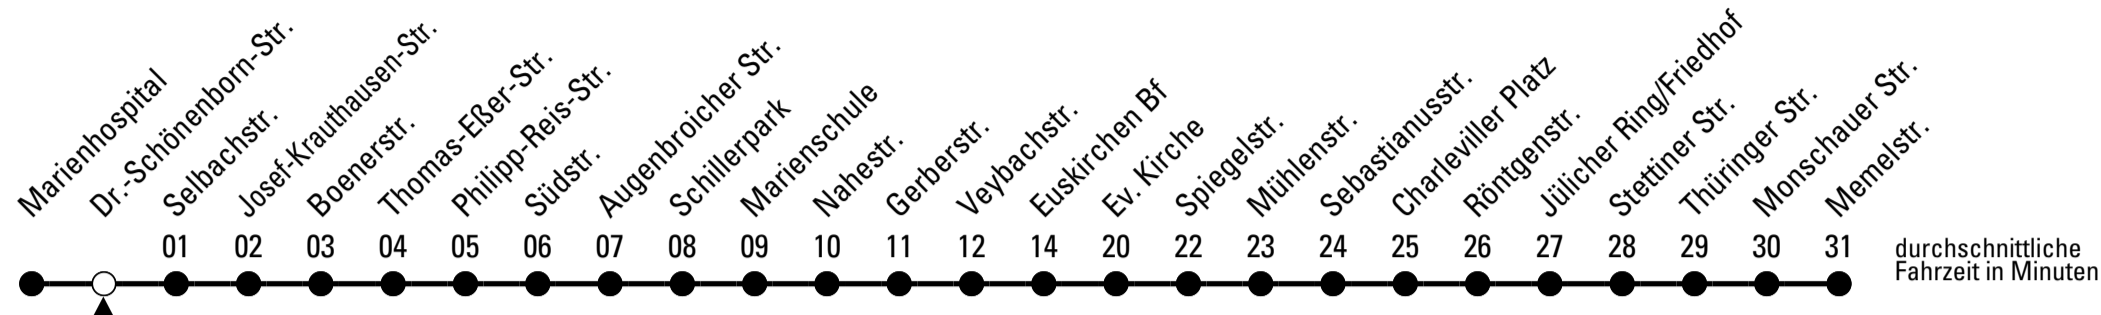 Marienhospital
Dr.-Schönenborn-Str.
Selbachstr.
Josef-Krauthausen-Str.
Boenerstr.
Thomas-Eßer-Str.
Philipp-Reis-Str.
Südstr.
Augenbroicher Str.
Schillerpark
Marienschule
Nahestr.
Gerberstr.
Veybachstr.
Euskirchen Bf
Ev. Kirche
Spiegelstr.
Mühlenstr.
Sebastianusstr.
Charleviller Platz
Röntgenstr.
Jülicher Ring/Friedhof
Stettiner Str.
Thüringer Str.
Monschauer Str.
Memelstr.
01 02 03 04 05 06 07 08 09 10 11 12 14 20 22 23 24 25 26 27 28 29 30 31
durchschnittliche
Fahrzeit in Minuten